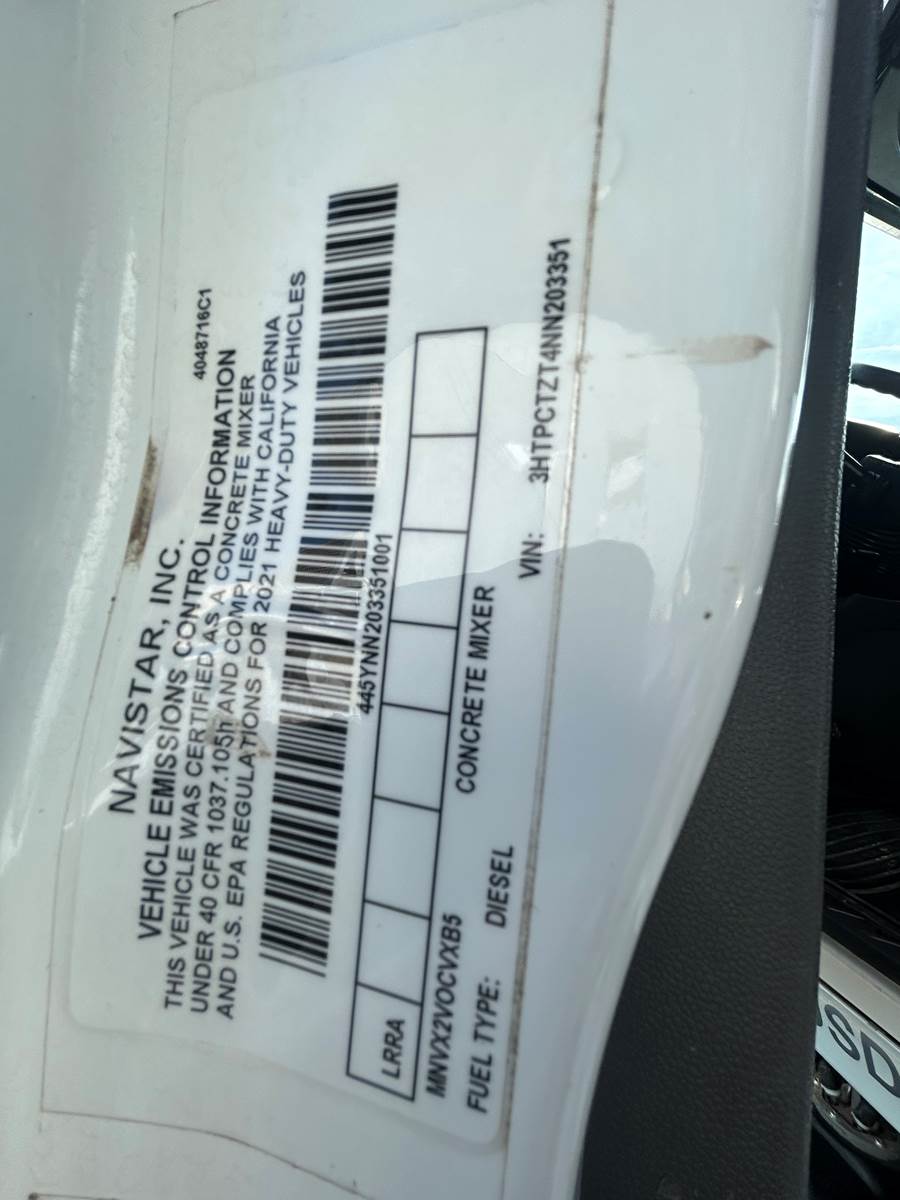 4048716C1
NAVISTAR, INC.
VEHICLE EMISSIONS CONTROL INFORMATION
THIS VEHICLE WAS CERTIFIED AS A CONCRETE MIXER
UNDER 40 CFR 1037.105h AND COMPLIES WITH CALIFORNIA
AND U.S. EPA REGULATIONS FOR 2021 HEAVY-DUTY VEHICLES
445YNN203351001
LRRA
MNVX2VOCVXB5 CONCRETE MIXER
FUEL TYPE: DIESEL VIN: 3HTPCTZT4NN203351